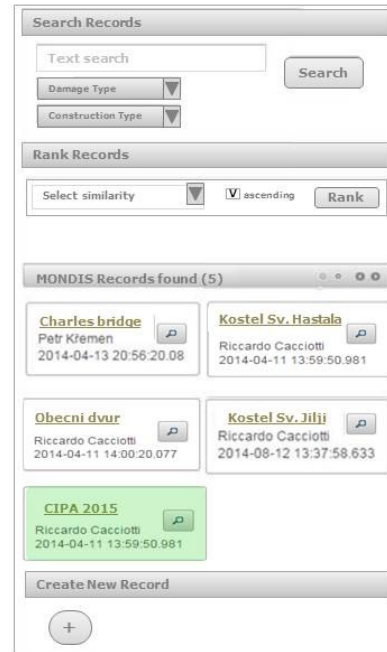 Search Records
Text search
Search
Damage Type
Construction Type
Rank Records
Select similarity
V ascending
Rank
MONDIS Records found (5)
Charles bridge
Petr Křemen
2014-04-13 20:56:20.08
Kostel Sv. Hastala
Riccardo Cacciotti
2014-04-11 13:59:50.981
Obecni dvur
Riccardo Cacciotti
2014-04-11 14:00:20.077
Kostel Sv. Jilji
Riccardo Cacciotti
2014-08-12 13:37:58.633
CIPA 2015
Riccardo Cacciotti
2014-04-11 13:59:50.981
Create New Record
+